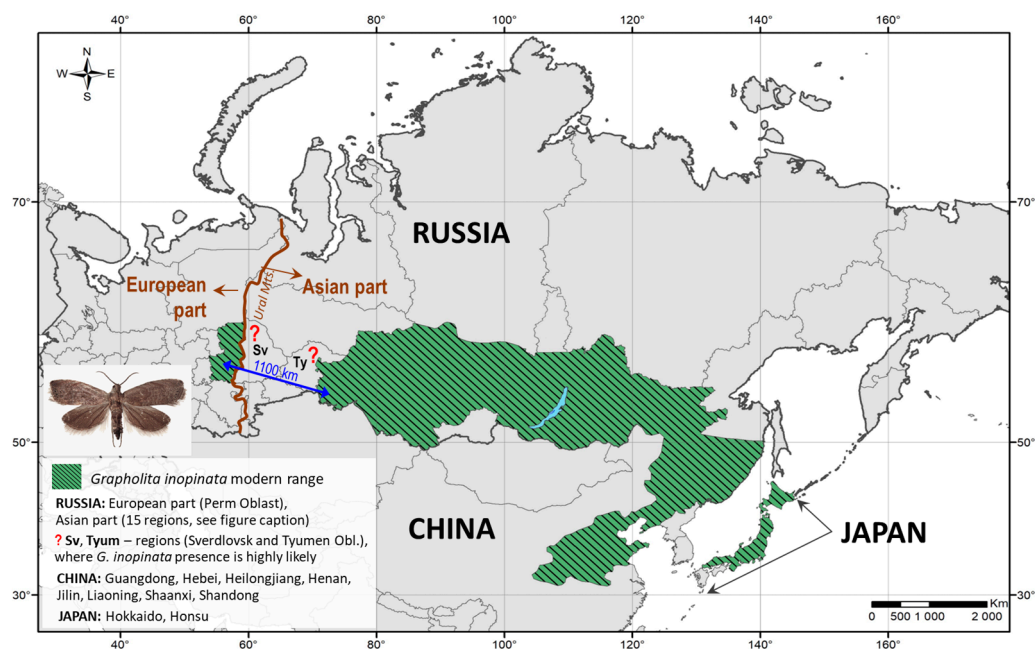 40° 60° 80° 100° 120° 140° 160°
N
W E
S
70° 70°
RUSSIA
European
part
Ural Mts.
Asian part
?
Sv
?
Ty
1100 km
50° 50°
Grapholita inopinata modern range
RUSSIA: European part (Perm Oblast),
Asian part (15 regions, see figure caption)
? Sv, Tyum – regions (Sverdlovsk and Tyumen Obl.),
where G. inopinata presence is highly likely
CHINA: Guangdong, Hebei, Heilongjiang, Henan,
Jilin, Liaoning, Shaanxi, Shandong
JAPAN: Hokkaido, Honsu
CHINA
JAPAN
30° 30°
Km
0 500 1 000 2 000
40° 60° 80° 100° 120° 140° 160°